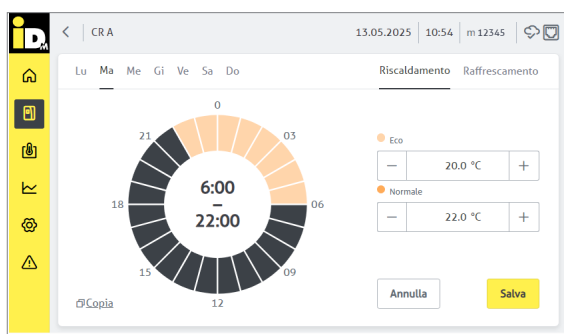 iDM
CR A
13.05.2025 10:54 m 12345
Lu Ma Me Gi Ve Sa Do
Riscaldamento Raffrescamento
0
21
03
Eco
6:00
–
22:00
20.0 °C
Normale
18
06
22.0 °C
15
09
12
Copia
Annulla
Salva